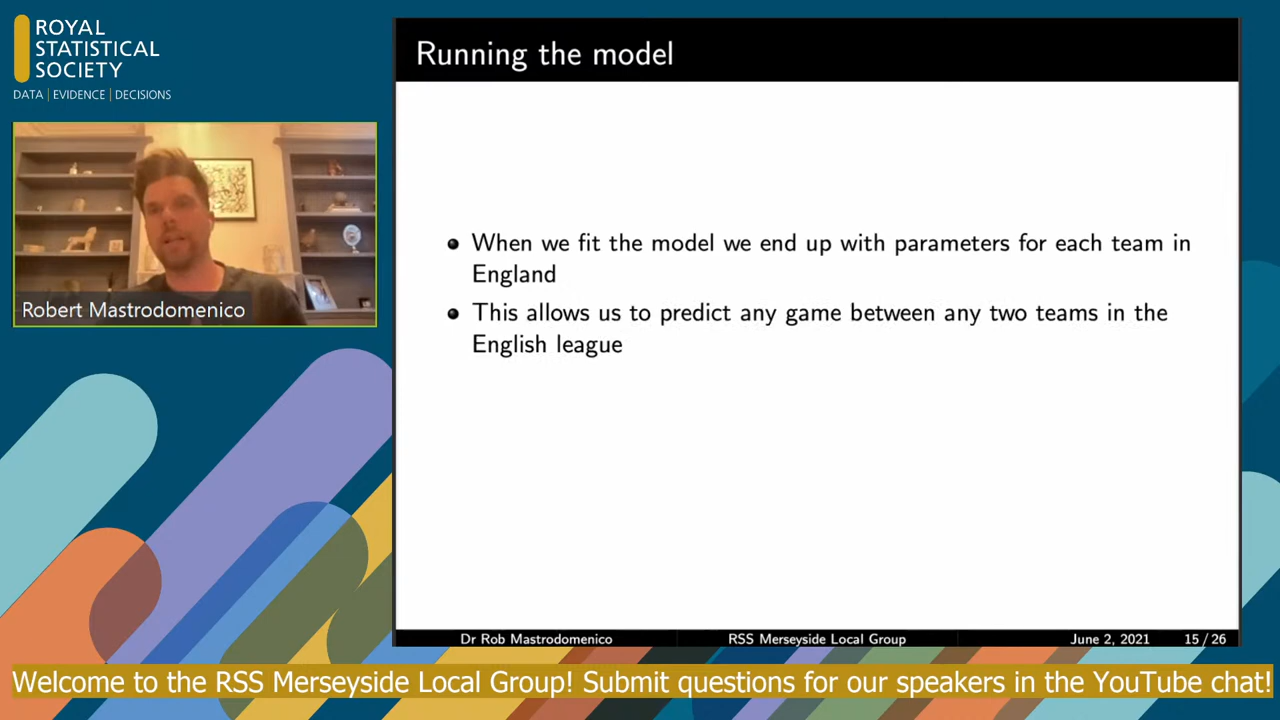 ROYAL
STATISTICAL
SOCIETY
DATA | EVIDENCE | DECISIONS
Robert Mastrodomenico
Running the model
When we fit the model we end up with parameters for each team in
England
This allows us to predict any game between any two teams in the
English league
Dr Rob Mastrodomenico RSS Merseyside Local Group June 2, 2021 15 / 26
Welcome to the RSS Merseyside Local Group! Submit questions for our speakers in the YouTube chat!